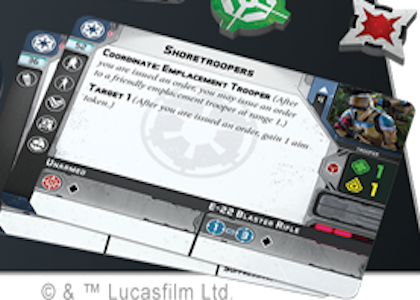 SHORETROOPERS
COORDINATE: EMPLACEMENT TROOPER (After
you are issued an order, you may issue an order
to a friendly emplacement trooper at range 1.)
TARGET 1 (After you are issued an order, gain 1 aim
token.)
TROOPER
1
1
UNARMED
E-22 BLASTER RIFLE
1 3
© & ™ Lucasfilm Ltd.